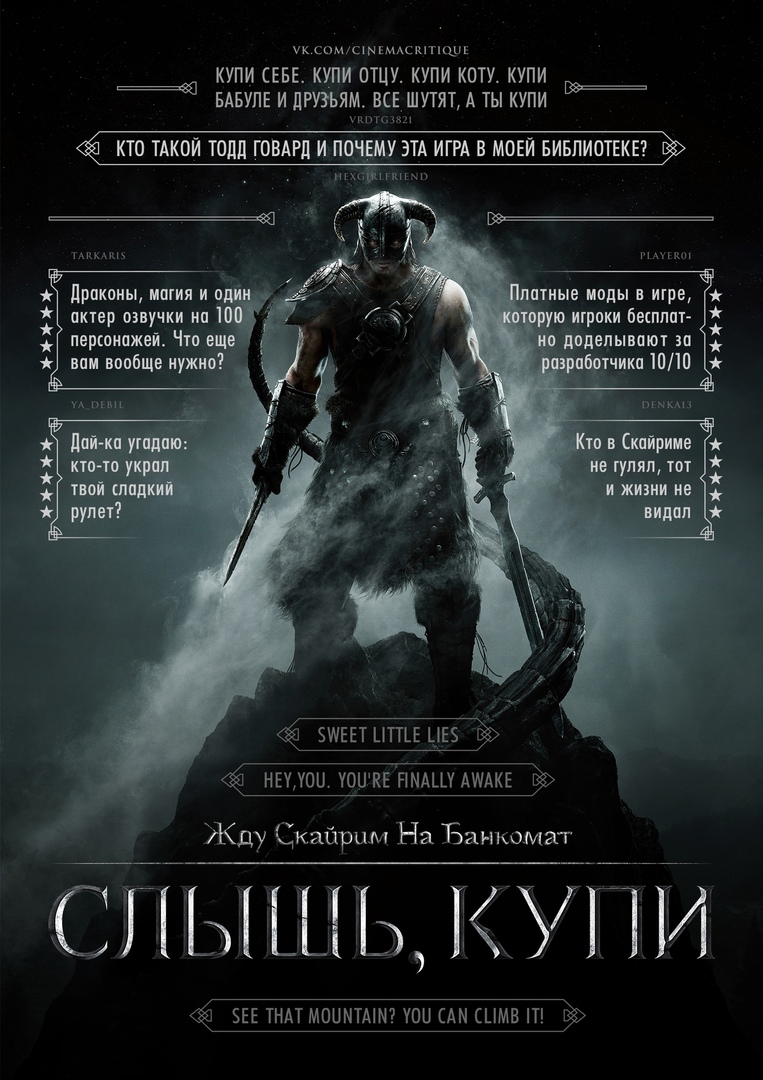 VK.COM/CINEMACRITIQUE
КУПИ СЕБЕ. КУПИ ОТЦУ. КУПИ КОТУ. КУПИ
БАБУЛЕ И ДРУЗЬЯМ. ВСЕ ШУТЯТ, А ТЫ КУПИ
VRDTG3821
КТО ТАКОЙ ТОДД ГОВАРД И ПОЧЕМУ ЭТА ИГРА В МОЕЙ БИБЛИОТЕКЕ?
HEXGIRLFRIEND
TARKARIS
Драконы, магия и один
актер озвучки на 100
персонажей. Что еще
вам вообще нужно?
PLAYER01
Платные моды в игре,
которую игроки бесплат-
но доделывают за
разработчика 10/10
YA_DEBIL
Дай-ка угадаю:
кто-то украл
твой сладкий
рулет?
DENKA13
Кто в Скайриме
не гулял, тот
и жизни не
видал
SWEET LITTLE LIES
HEY,YOU. YOU'RE FINALLY AWAKE
Жду Скайрим На Банкомат
СЛЫШЬ, КУПИ
SEE THAT MOUNTAIN? YOU CAN CLIMB IT!